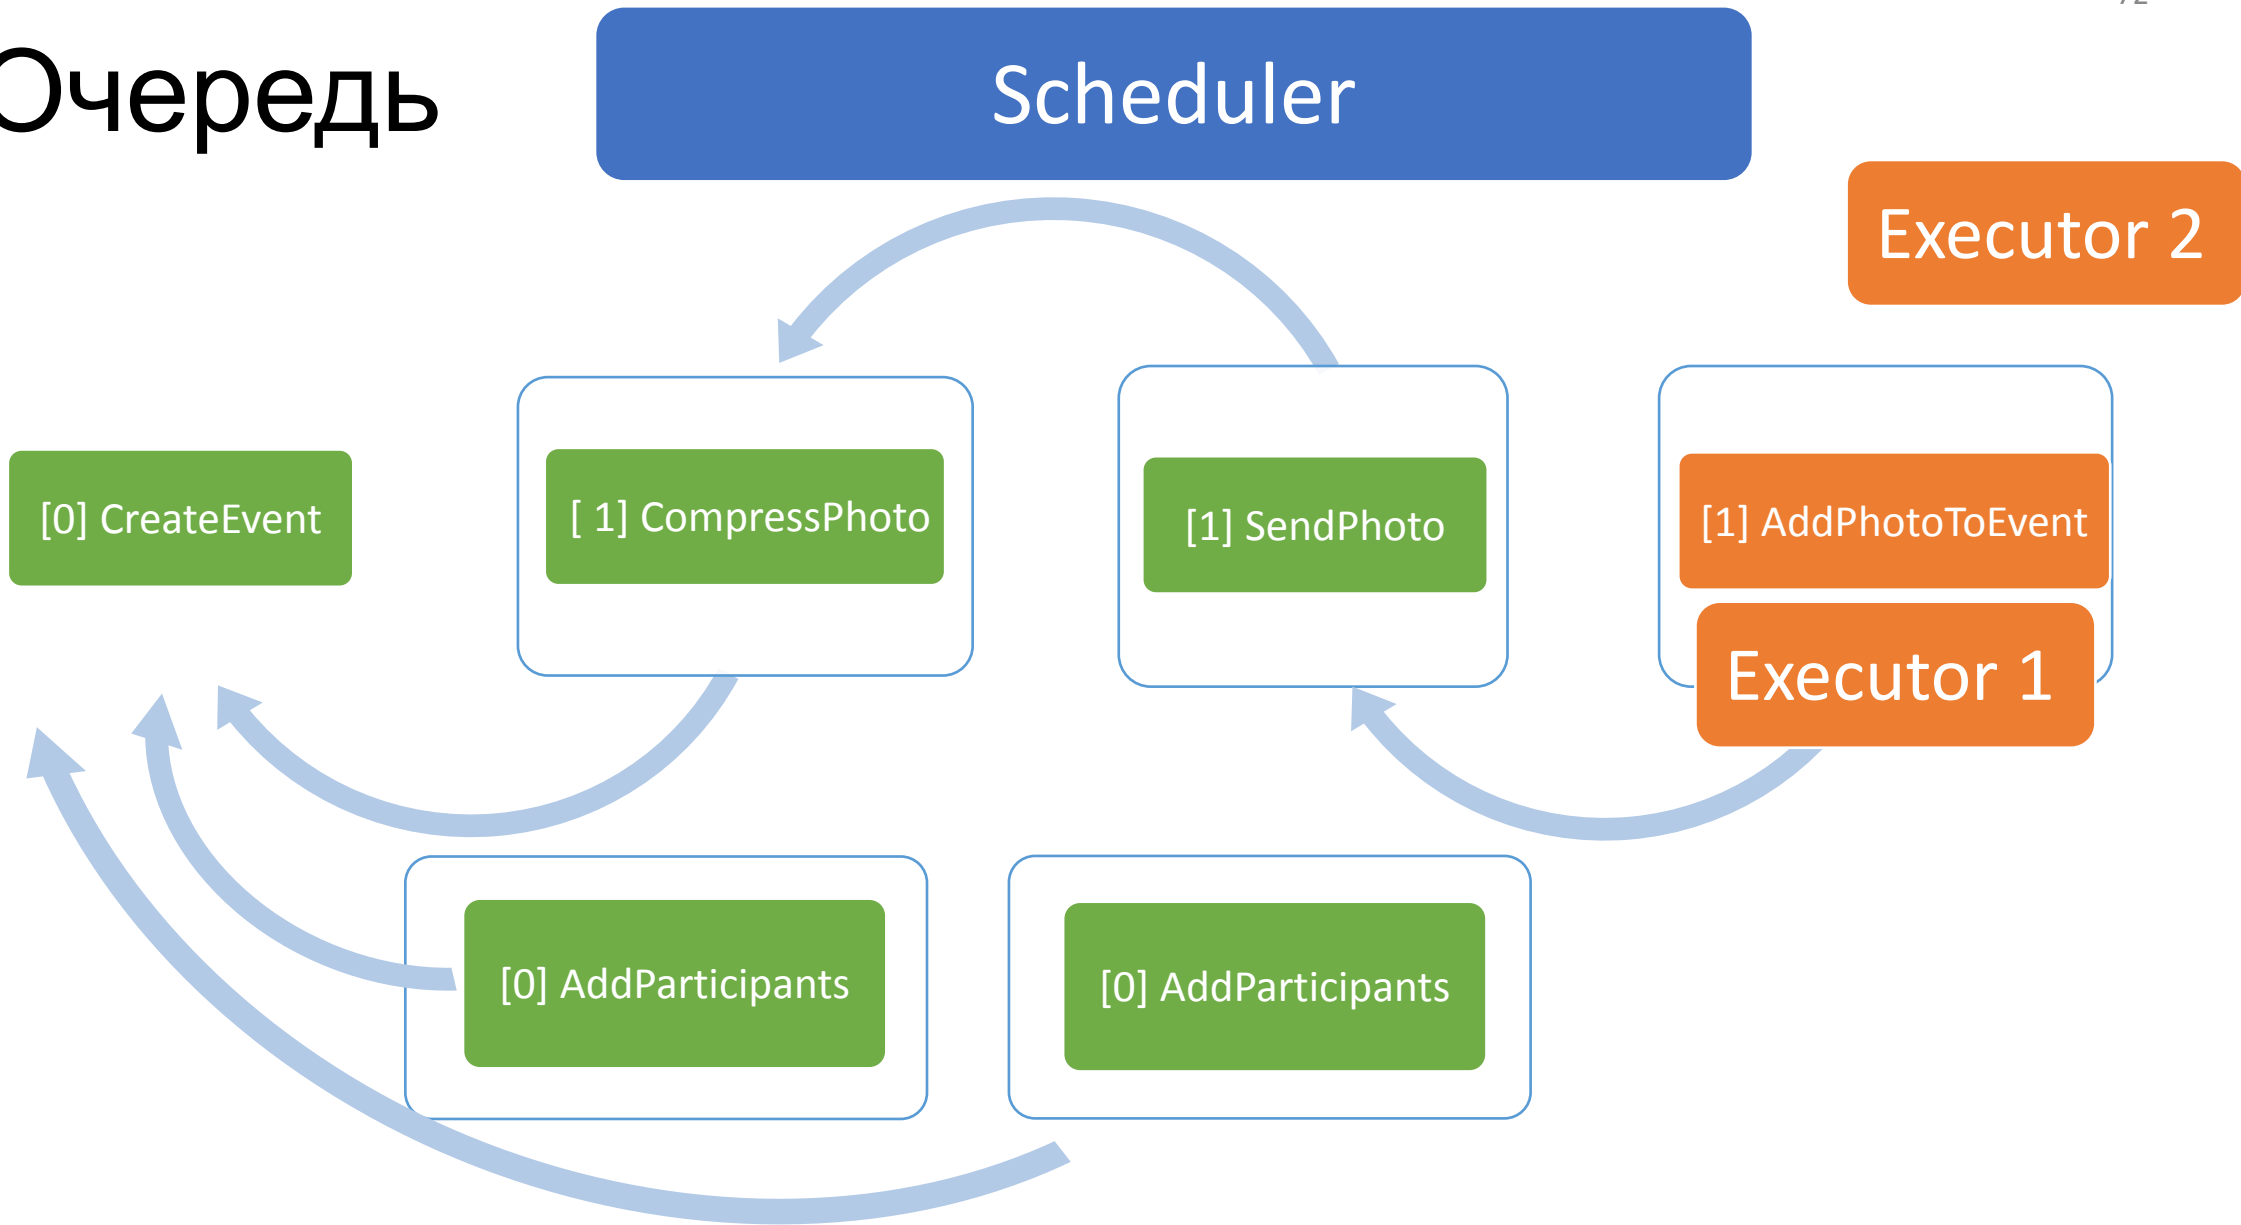 Очередь
Scheduler
Executor 2
[0] CreateEvent
[ 1] CompressPhoto
[1] SendPhoto
[1] AddPhotoToEvent
Executor 1
[0] AddParticipants
[0] AddParticipants